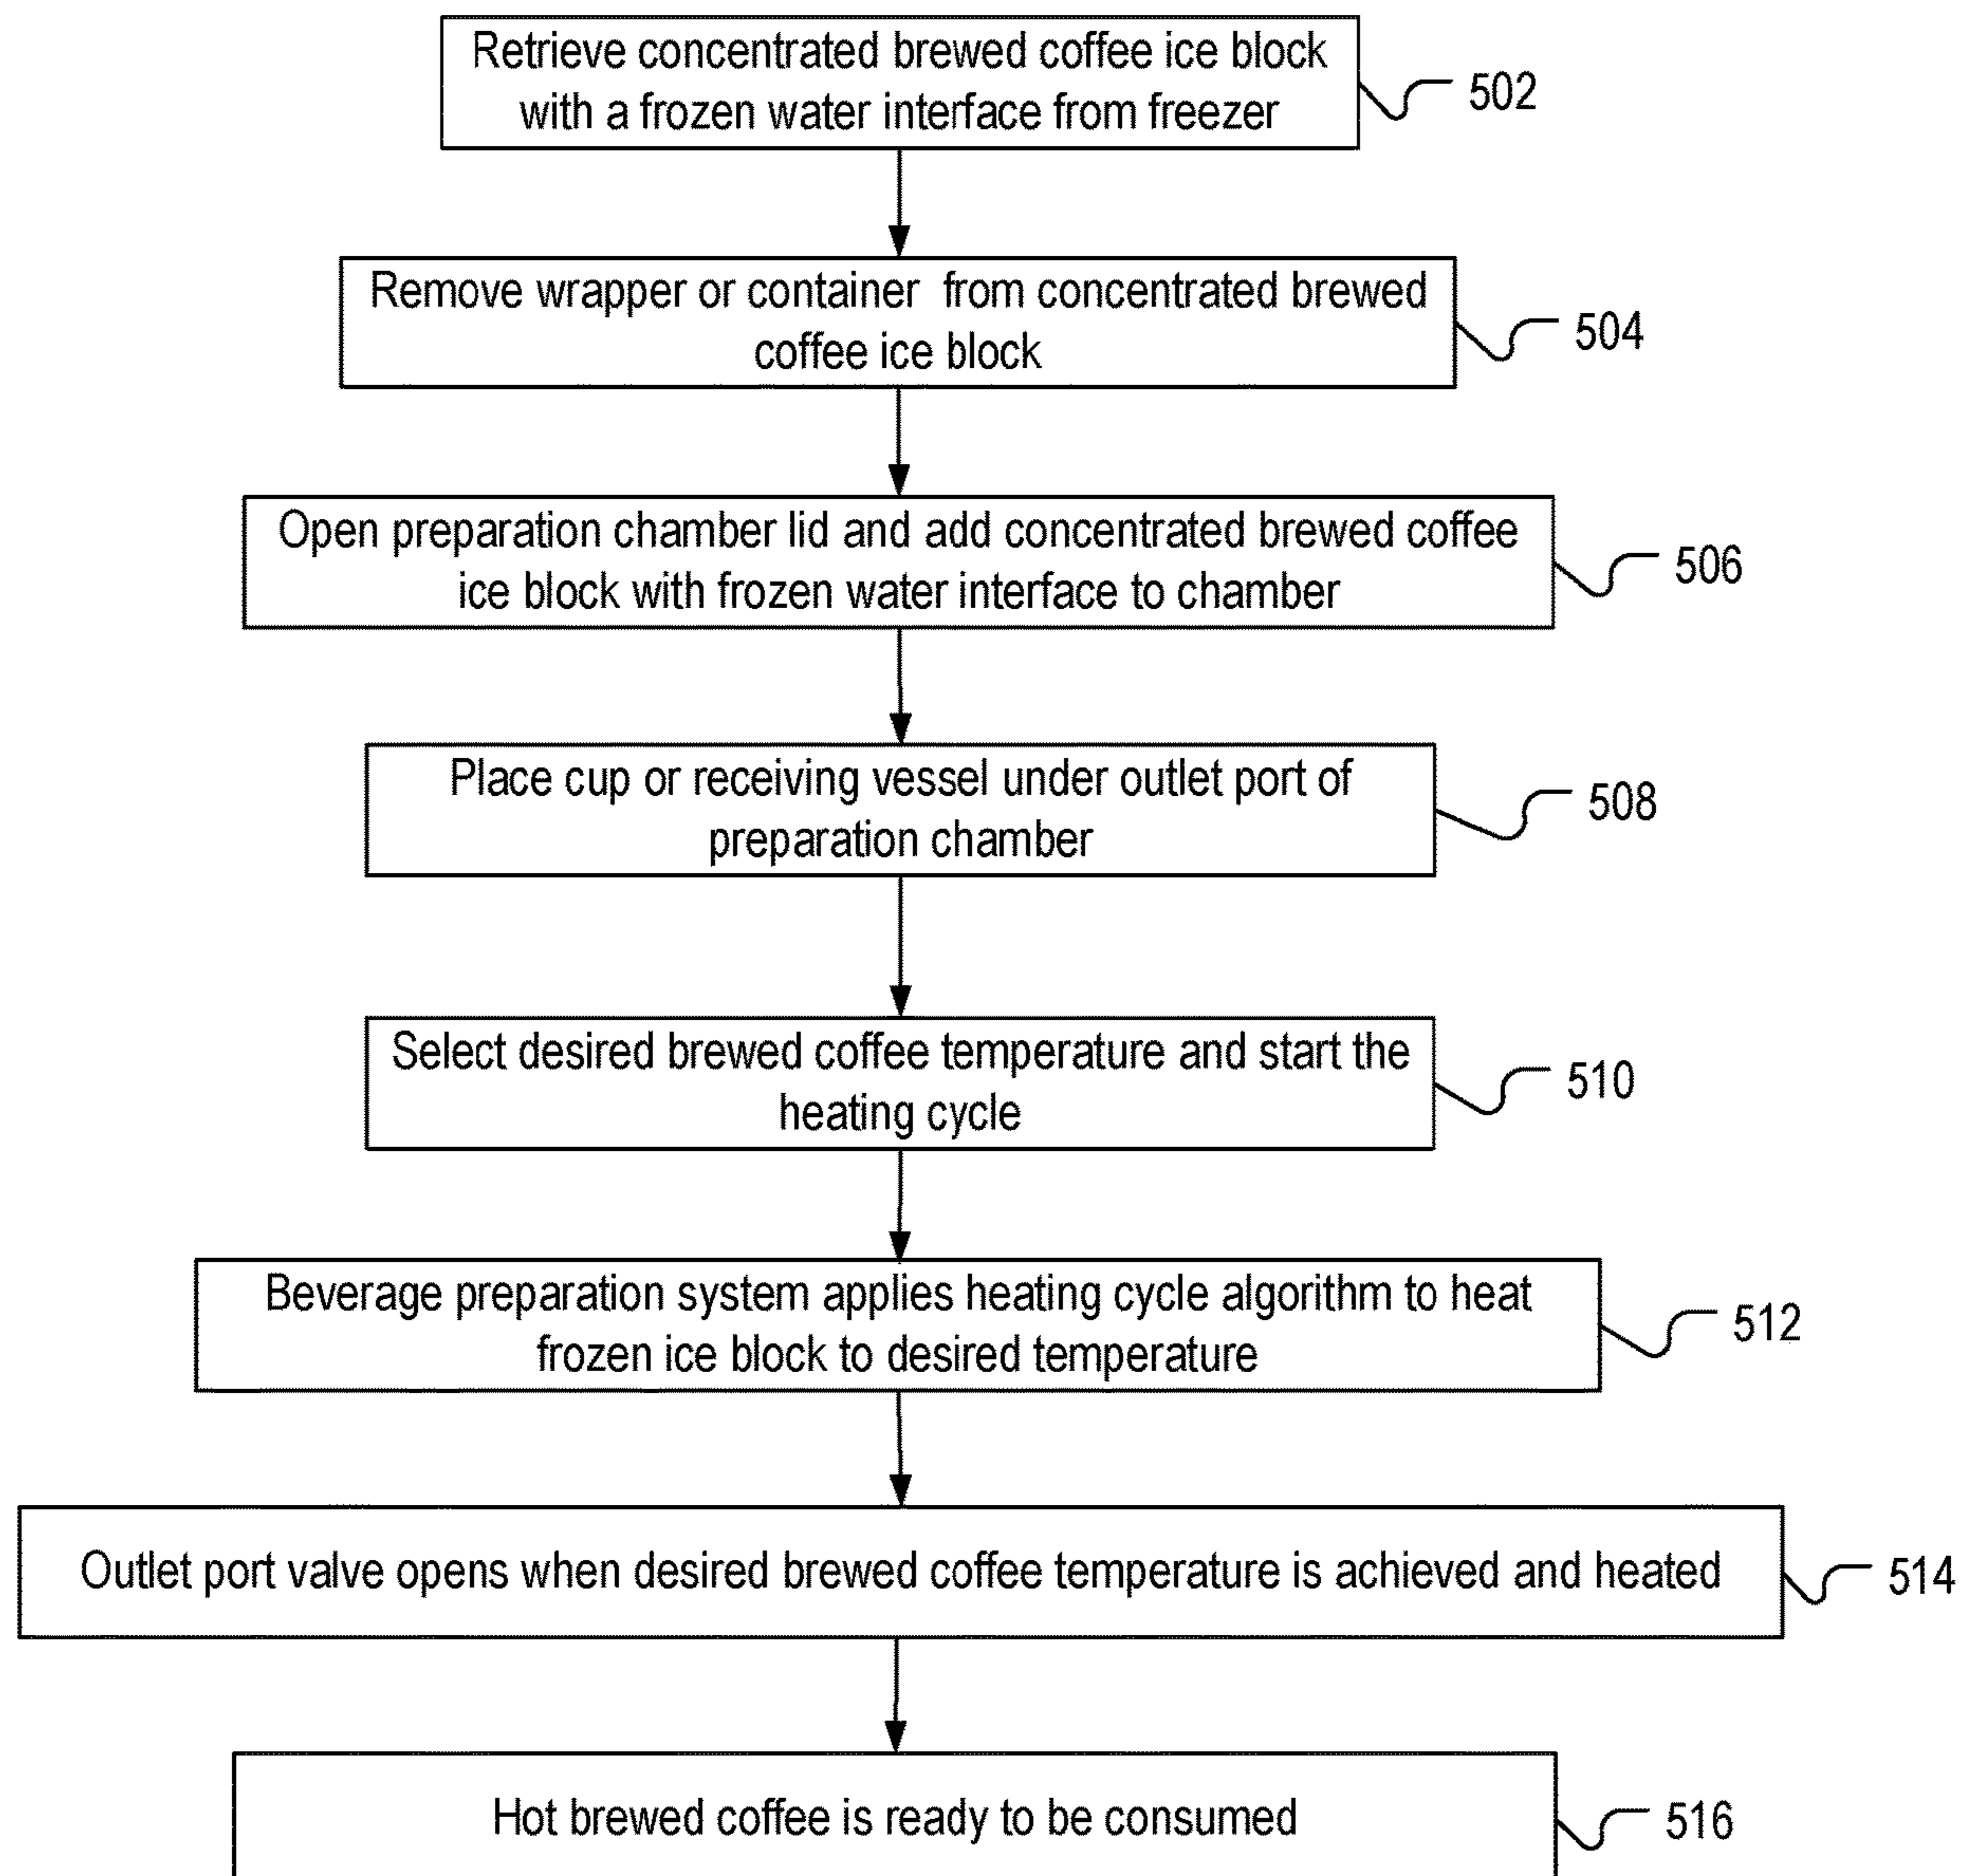 Retrieve concentrated brewed coffee ice block
with a frozen water interface from freezer
502
Remove wrapper or container from concentrated brewed
coffee ice block
504
Open preparation chamber lid and add concentrated brewed coffee
ice block with frozen water interface to chamber
506
Place cup or receiving vessel under outlet port of
preparation chamber
508
Select desired brewed coffee temperature and start the
heating cycle
510
Beverage preparation system applies heating cycle algorithm to heat
frozen ice block to desired temperature
512
Outlet port valve opens when desired brewed coffee temperature is achieved and heated
514
Hot brewed coffee is ready to be consumed
516